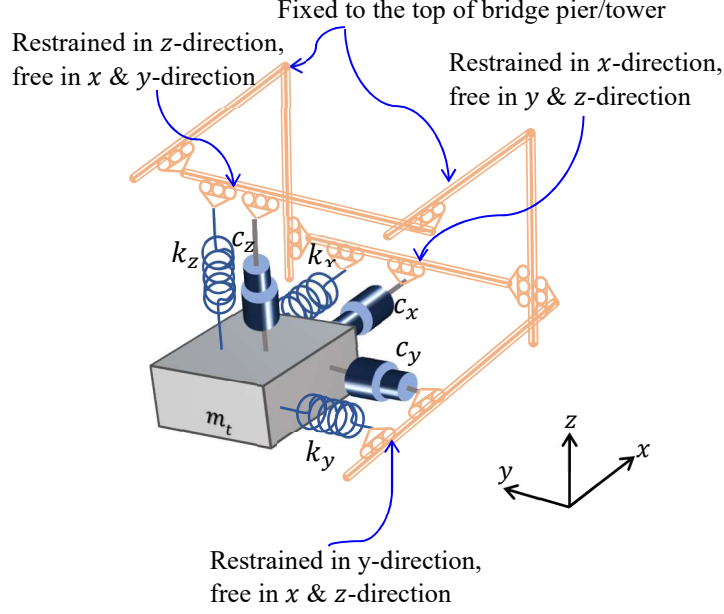 Fixed to the top of bridge pier/tower
Restrained in z-direction,
free in x & y-direction
Restrained in x-direction,
free in y & z-direction
c_z
k_z
k_x
c_x
c_y
m_t
k_y
z
x
y
Restrained in y-direction,
free in x & z-direction